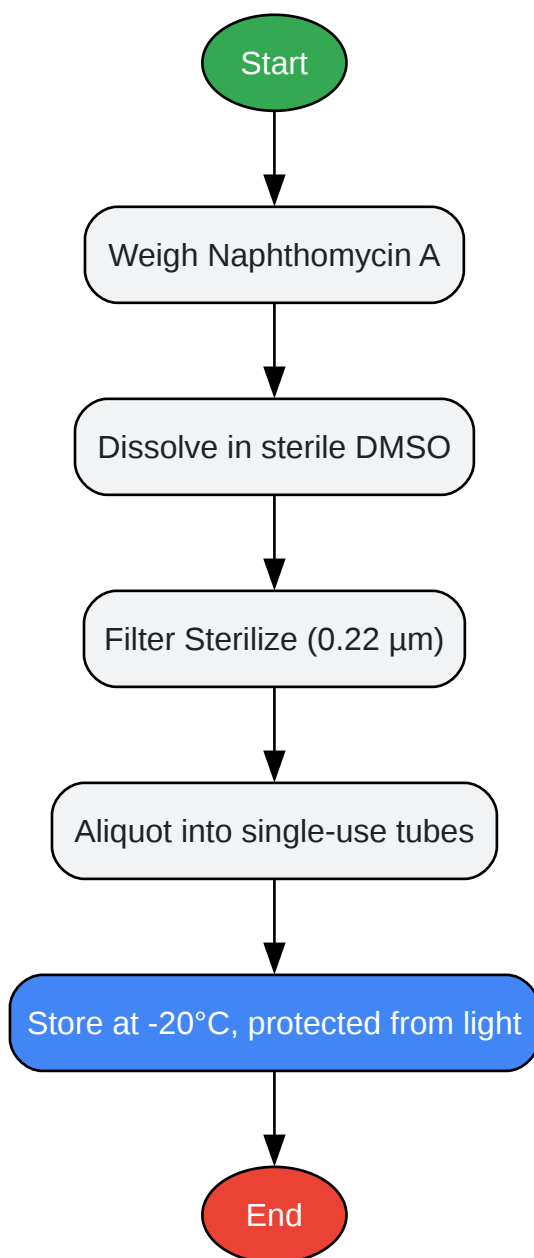 Start
Weigh Naphthomycin A
Dissolve in sterile DMSO
Filter Sterilize (0.22 µm)
Aliquot into single-use tubes
Store at -20°C, protected from light
End